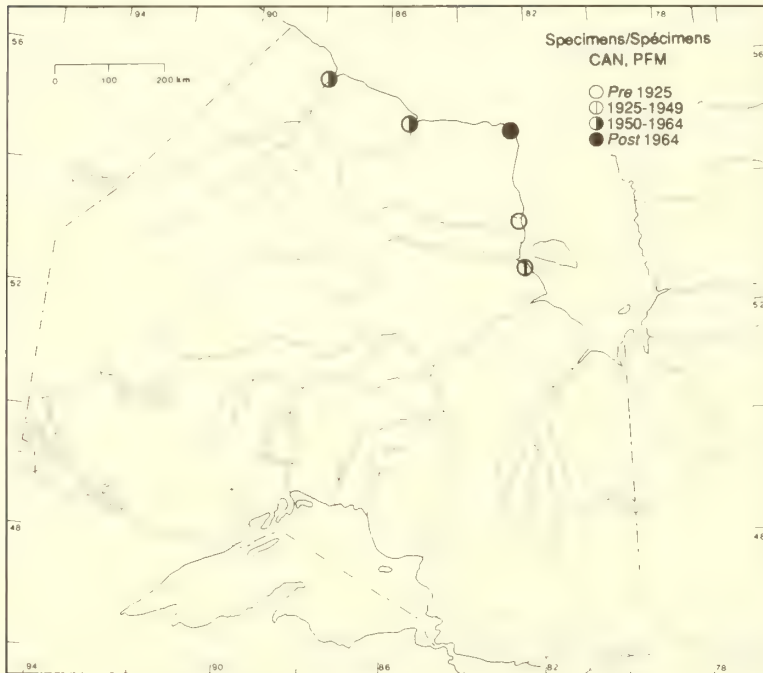 94 90 86 82 78
56 56
Specimens/Spécimens
CAN, PFM
0 100 200 km
Pre 1925
1925-1949
1950-1964
Post 1964
52 52
48 48
94 90 86 82 78